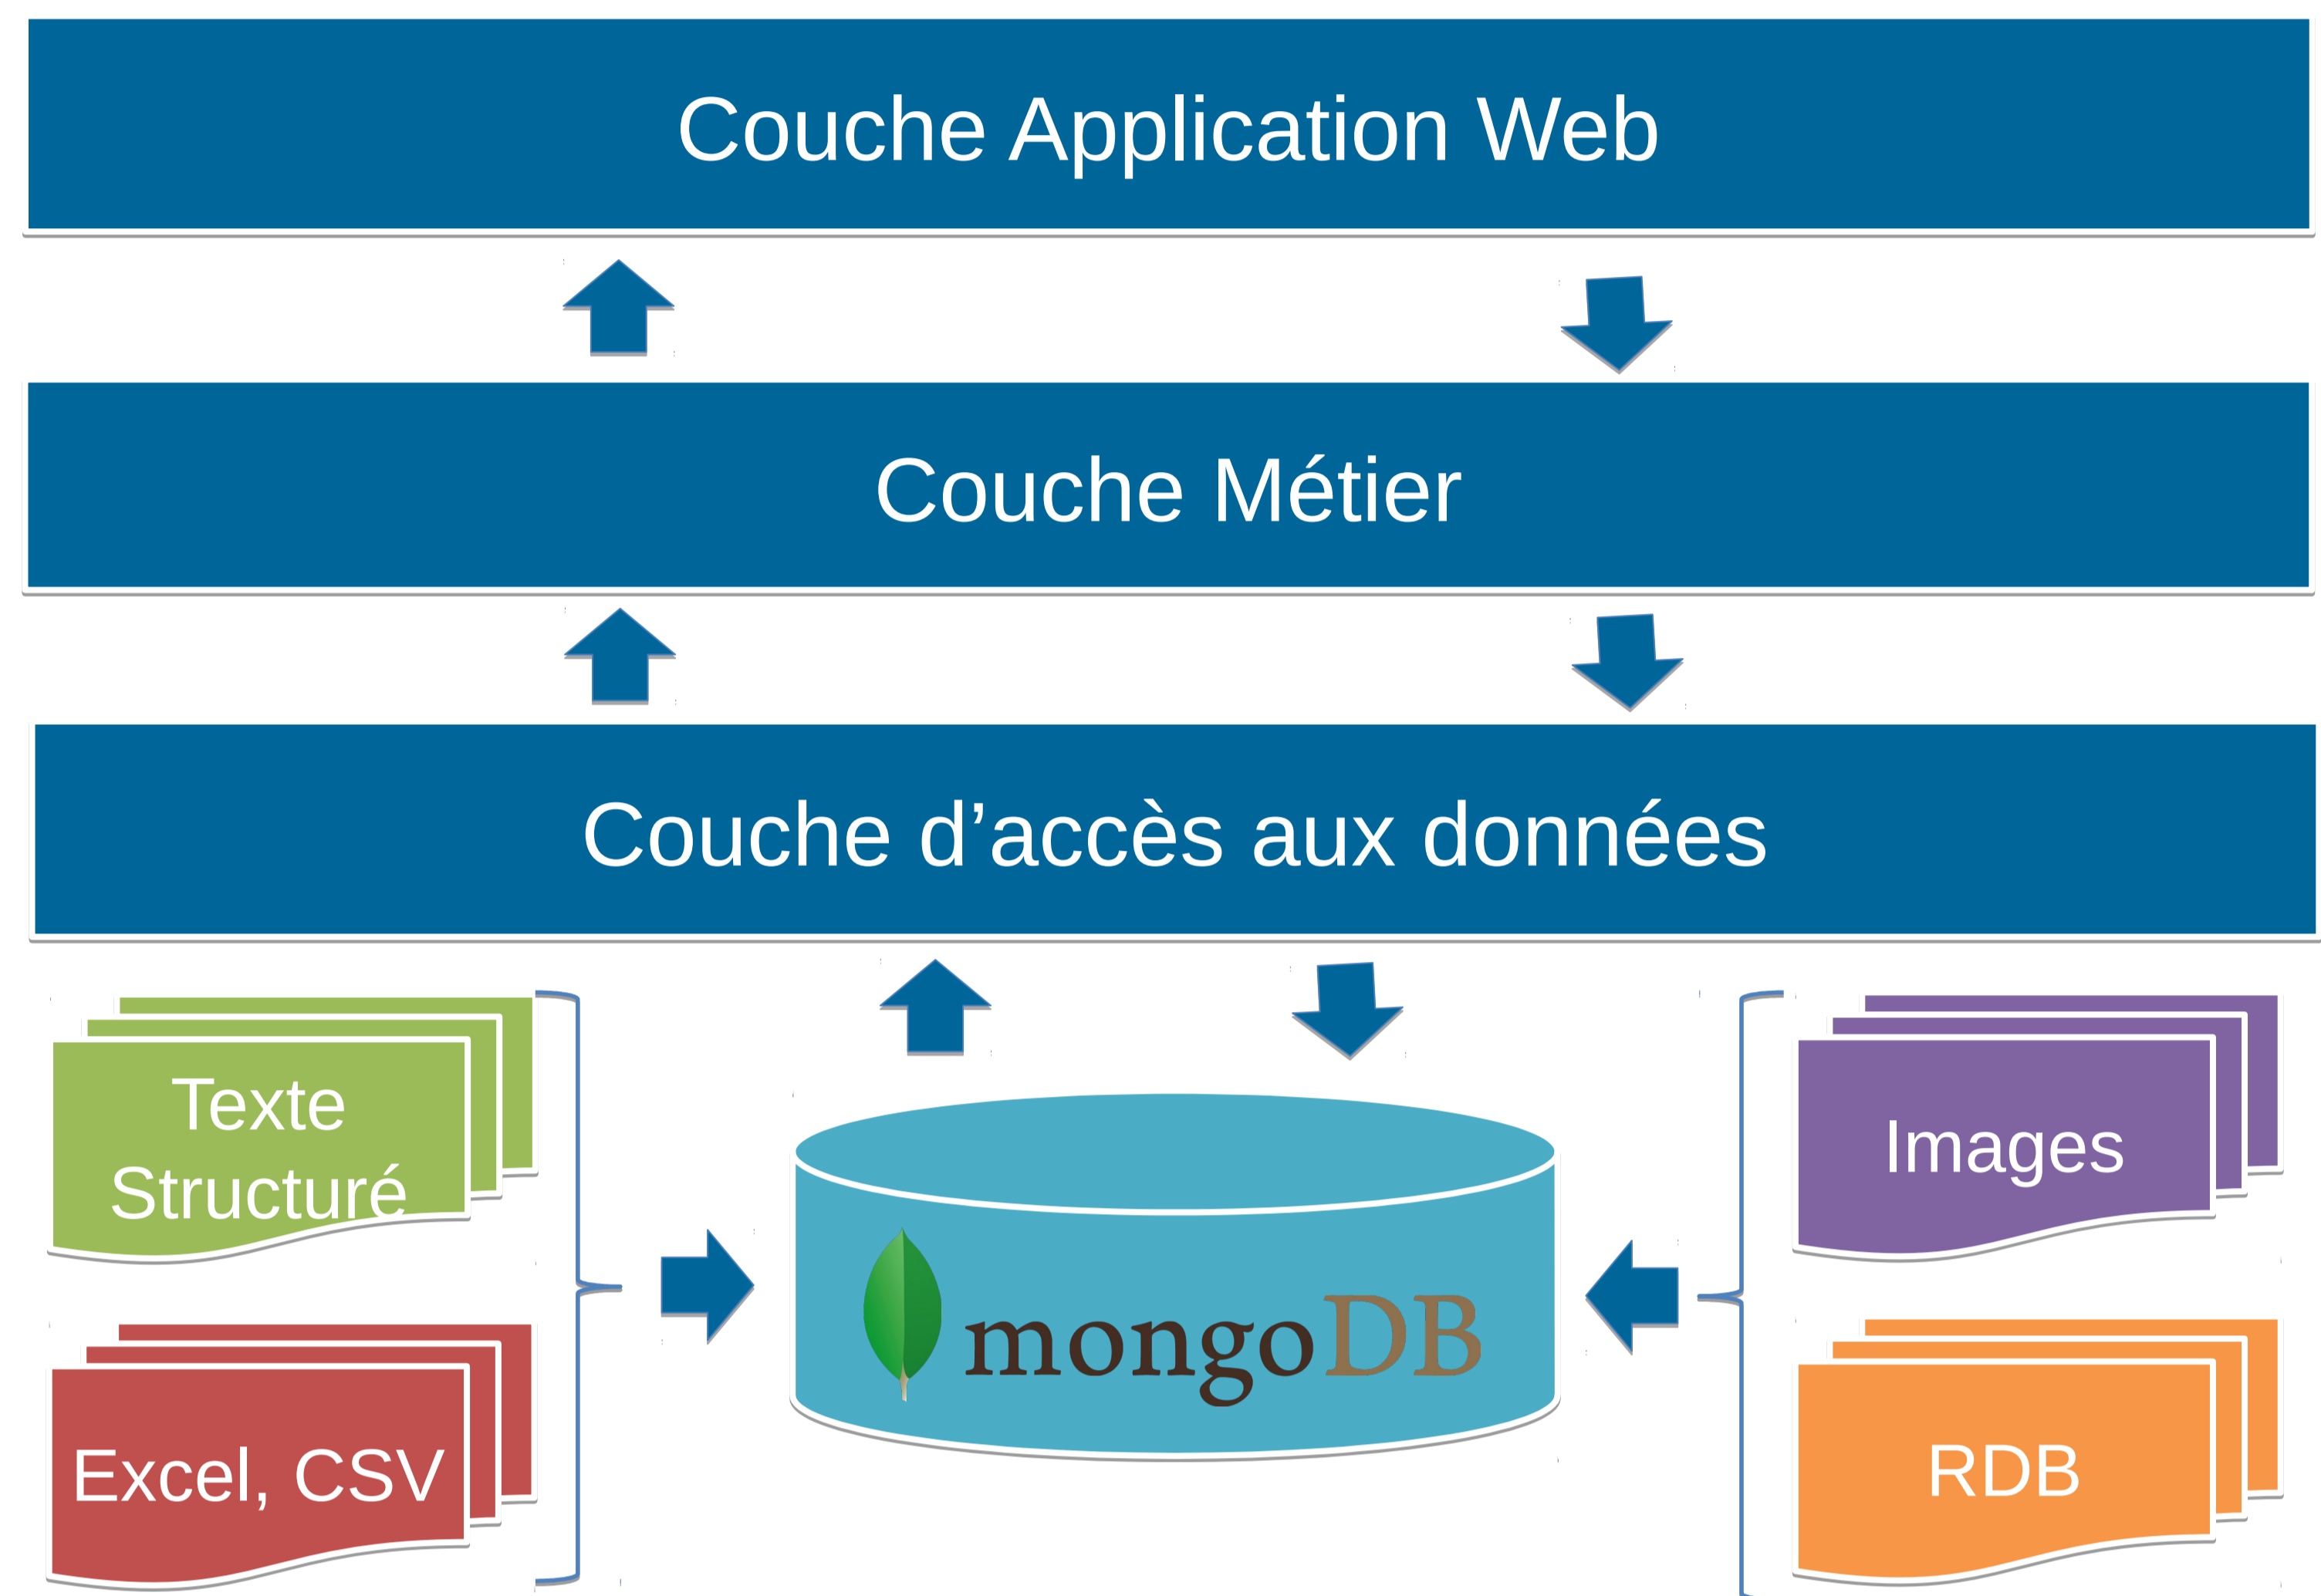 Couche Application Web
Couche Métier
Couche d’accès aux données
Texte
Structuré
Images
mongoDB
Excel, CSV
RDB